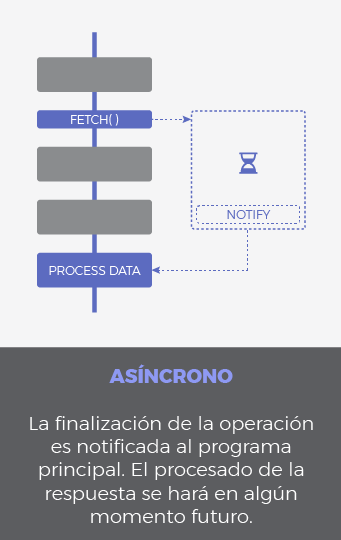 FETCH( )
NOTIFY
PROCESS DATA
ASÍNCRONO
La finalización de la operación
es notificada al programa
principal. El procesado de la
respuesta se hará en algún
momento futuro.